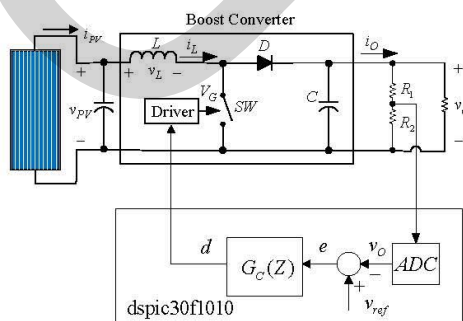 Boost Converter
i_PV
L
i_L
D
i_O
+ v_L −
+
v_PV
−
V_G
SW
Driver
C
R_1
R_2
+
−
d
G_C(Z)
e
v_O
ADC
+
−
v_ref
dspic30f1010